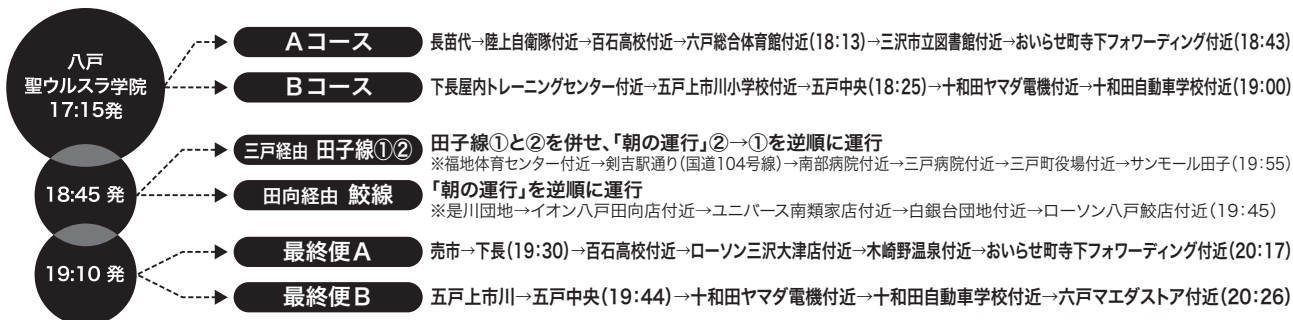 八戸
聖ウルスラ学院
17:15発
Aコース
長苗代→陸上自衛隊付近→百石高校付近→六戸総合体育館付近(18:13)→三沢市立図書館付近→おいらせ町寺下フォワーディング付近(18:43)
Bコース
下長屋内トレーニングセンター付近→五戸上市川小学校付近→五戸中央(18:25)→十和田ヤマダ電機付近→十和田自動車学校付近(19:00)
18:45 発
三戸経由 田子線①②
田子線①と②を併せ、「朝の運行」②→①を逆順に運行
※福地体育センター付近→剣吉駅通り(国道104号線)→南部病院付近→三戸病院付近→三戸町役場付近→サンモール田子(19:55)
田向経由 鮫線
「朝の運行」を逆順に運行
※是川団地→イオン八戸田向店付近→ユニバース南類家店付近→白銀台団地付近→ローソン八戸鮫店付近(19:45)
19:10 発
最終便A
売市→下長(19:30)→百石高校付近→ローソン三沢大津店付近→木崎野温泉付近→おいらせ町寺下フォワーディング付近(20:17)
最終便B
五戸上市川→五戸中央(19:44)→十和田ヤマダ電機付近→十和田自動車学校付近→六戸マエダストア付近(20:26)